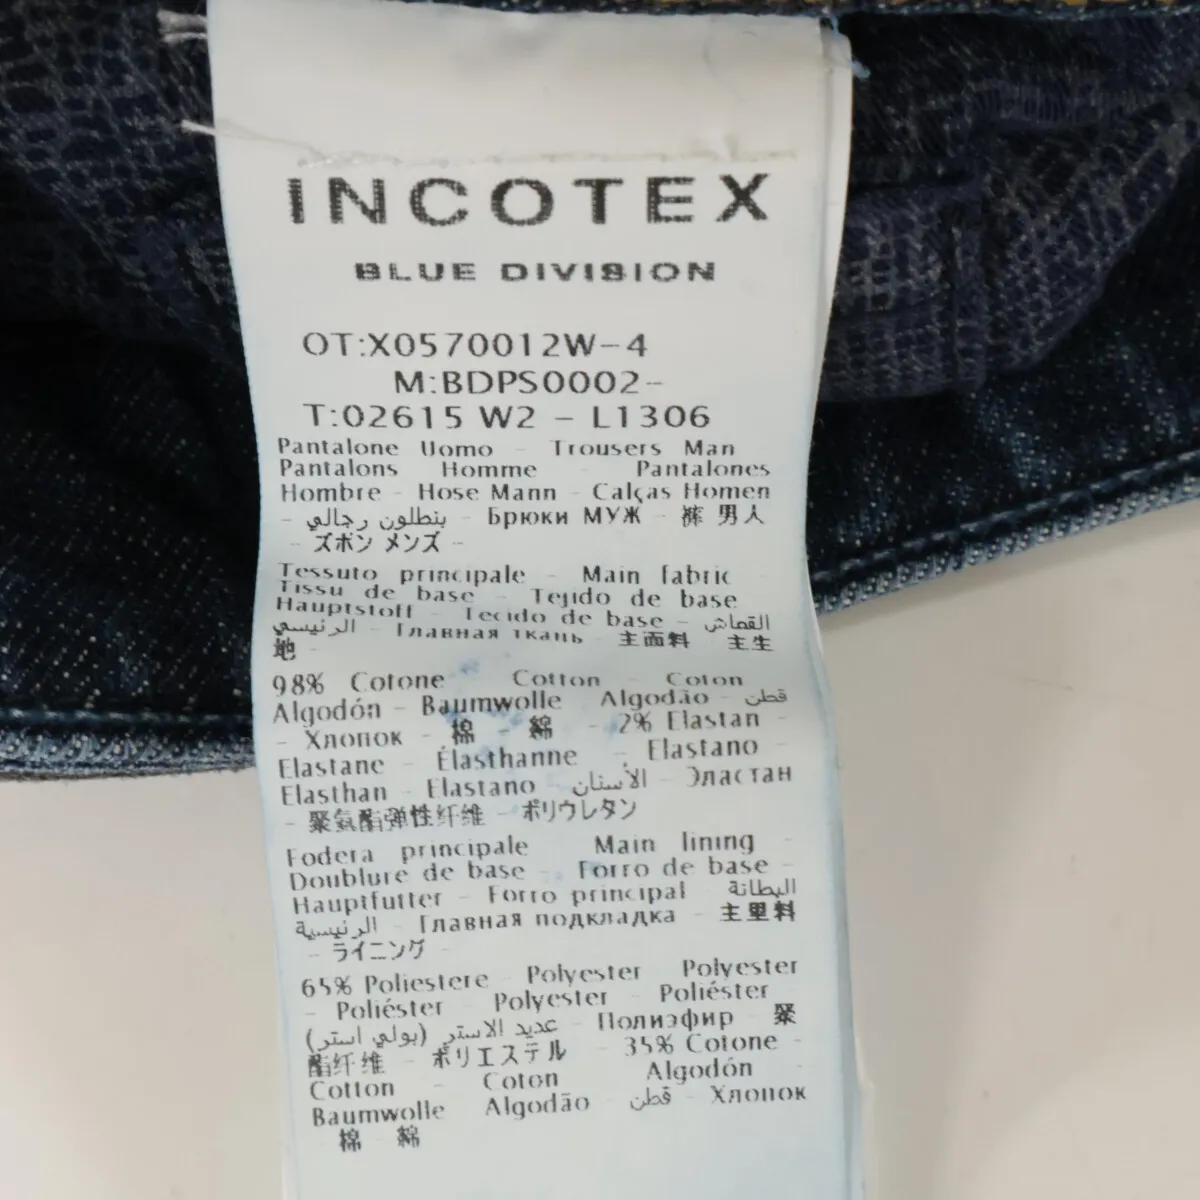 INCOTEX
BLUE DIVISION
OT:X0570012W-4
M:BDPS0002-
T:02615 W2 - L1306
Pantalone Uomo - Trousers Man
Pantalons Homme - Pantalones
Hombre - Hose Mann - Calças Homen
- بنطلون رجالي - Брюки МУЖ - 裤 男人
- ズボン メンズ -
Tessuto principale - Main fabric -
Tissu de base - Tejido de base
Hauptstoff - Tecido de base - القماش
الرئيسي - Главная ткань - 主面料 主生
地 -
98% Cotone Cotton - Coton
Algodón - Baumwolle Algodão - قطن
- Хлопок - 棉 - 綿 - 2% Elastan -
Elastane - Élasthanne - Elastano -
Elasthan - Elastano الأستان - Эластан
- 聚氨酯弹性纤维 - ポリウレタン
Fodera principale Main lining -
Doublure de base - Forro de base -
Hauptfutter - Forro principal البطانة
الرئيسية - Главная подкладка - 主里料
- ライニング -
65% Poliestere - Polyester Polyester
- Poliéster - Polyester - Poliéster -
عديد الاستر (بولي استر) - Полиэфир - 聚
酯纤维 - ポリエステル - 35% Cotone -
Cotton - Coton Algodón -
Baumwolle Algodão - قطن - Хлопок
- 棉 - 綿